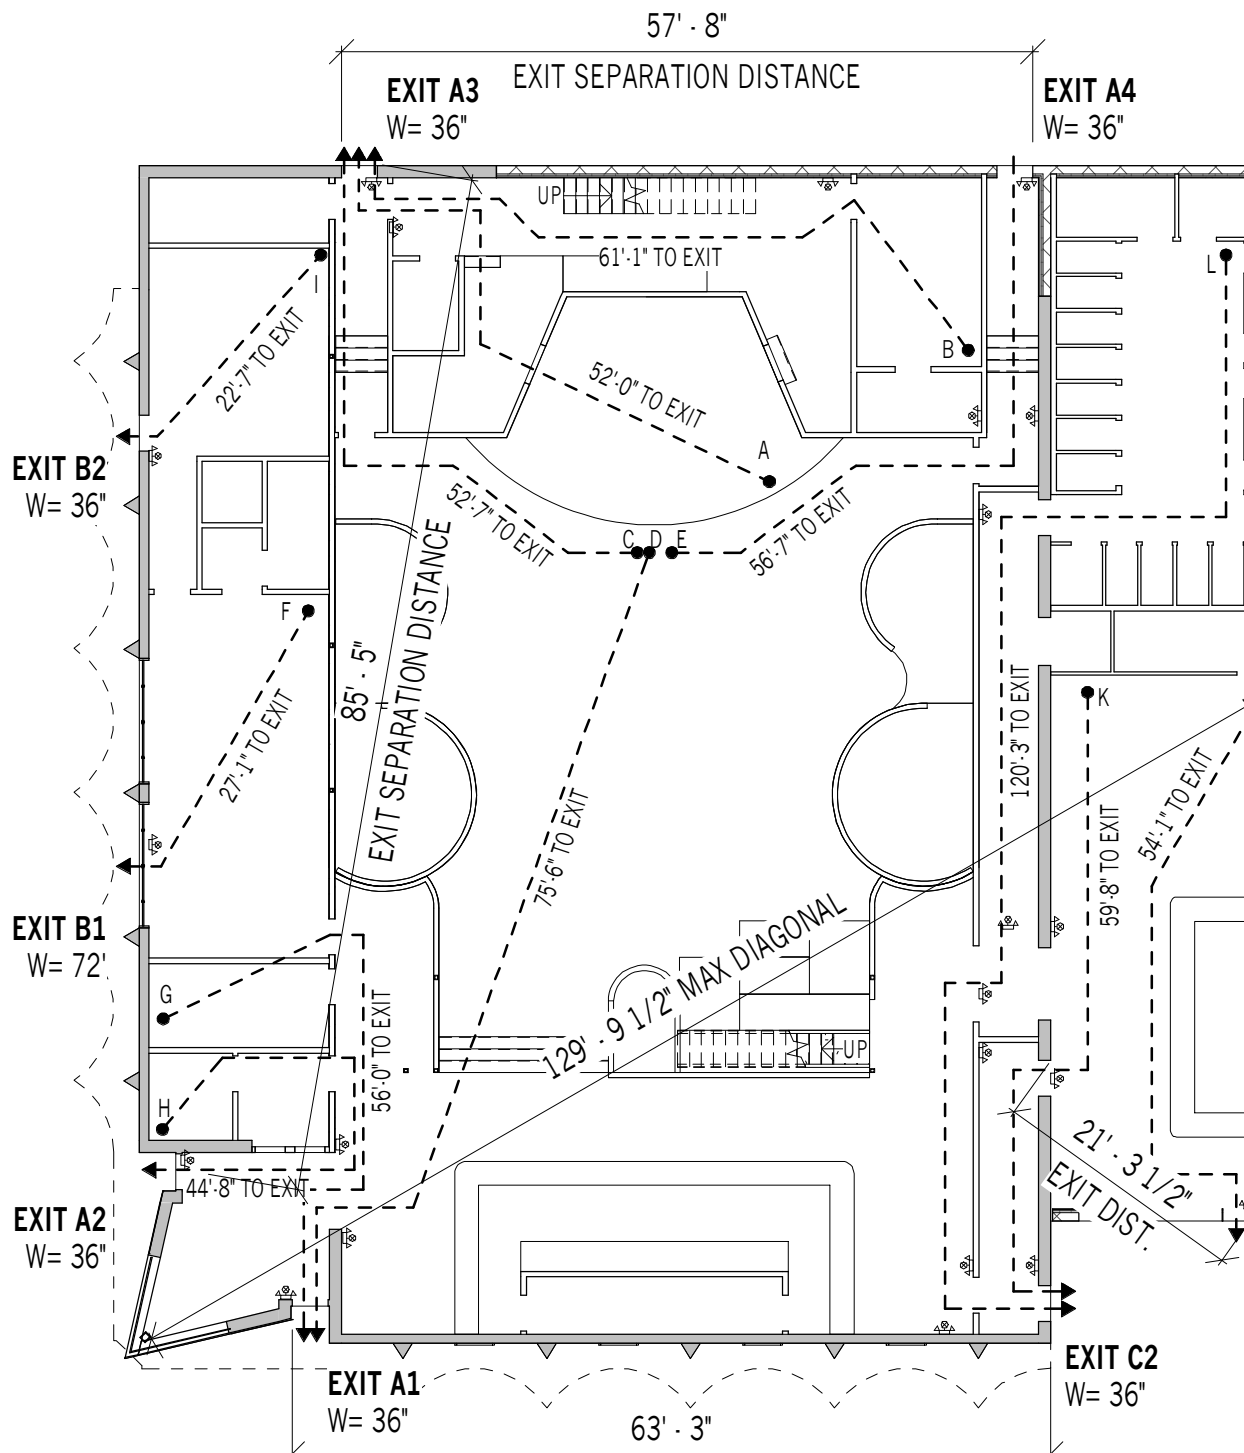 57' - 8"
EXIT SEPARATION DISTANCE
EXIT A3
W= 36"
EXIT A4
W= 36"
UP
61'-1" TO EXIT
I
L
22'-7" TO EXIT
B
52'-0" TO EXIT
A
EXIT B2
W= 36"
52'-7" TO EXIT
C
D
E
56'-7" TO EXIT
F
85' - 5"
EXIT SEPARATION DISTANCE
27'-1" TO EXIT
75'-6" TO EXIT
120'-3" TO EXIT
K
59'-8" TO EXIT
54'-1" TO EXIT
EXIT B1
W= 72'
G
129' - 9 1/2" MAX DIAGONAL
UP
56'-0" TO EXIT
H
44'-8" TO EXIT
21' - 3 1/2"
EXIT DIST.
EXIT A2
W= 36"
EXIT A1
W= 36"
63' - 3"
EXIT C2
W= 36"